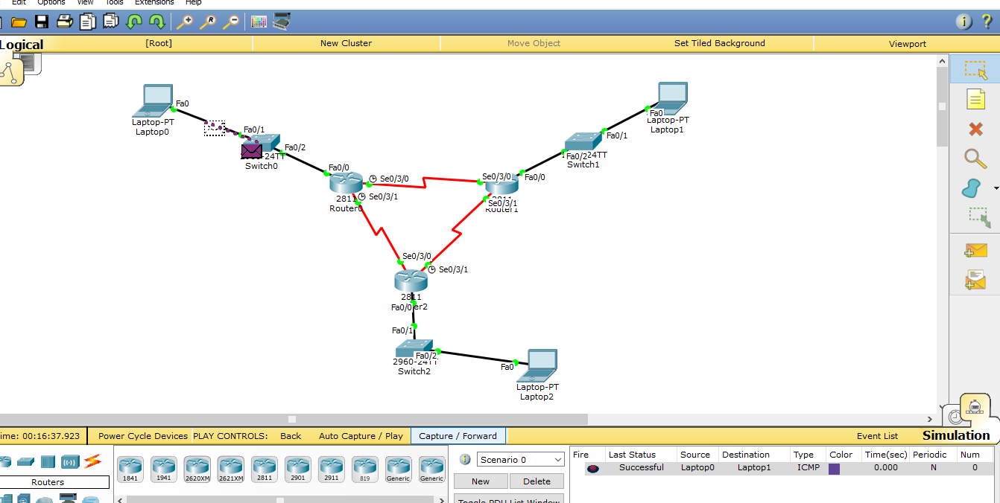 Edit Options View Tools Extensions Help
Logical [Root] New Cluster Move Object Set Tiled Background Viewport
Fa0
Laptop-PT
Laptop0
Fa0/1
Fa0/2
24TT
Switch0
Fa0/0
Se0/3/0
Se0/3/1
2811
Router0
Fa0
Laptop-PT
Laptop1
Fa0/1
Fa0/2
24TT
Switch1
Se0/3/0
Fa0/0
Se0/3/1
Router1
Se0/3/0
Se0/3/1
2811
Fa0/0
er2
Fa0/1
Fa0/2
2960-24TT
Switch2
Fa0
Laptop-PT
Laptop2
ime: 00:16:37.923 Power Cycle Devices PLAY CONTROLS: Back Auto Capture / Play Capture / Forward Event List Simulation
Routers
1841 1941 2620XM 2621XM 2811 2901 2911 819 Generic Generic
Scenario 0
New Delete
Toggle PDU List Window
Fire Last Status Source Destination Type Color Time(sec) Periodic Num
Successful Laptop0 Laptop1 ICMP 0.000 N 0